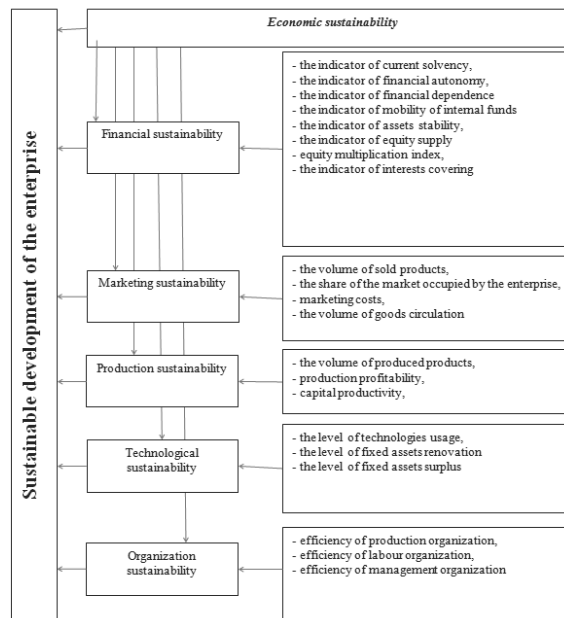 Sustainable development of the enterprise
Economic sustainability
Financial sustainability
- the indicator of current solvency,
- the indicator of financial autonomy,
- the indicator of financial dependence
- the indicator of mobility of internal funds
- the indicator of assets stability,
- the indicator of equity supply
- equity multiplication index,
- the indicator of interests covering
Marketing sustainability
- the volume of sold products,
- the share of the market occupied by the enterprise,
- marketing costs,
- the volume of goods circulation
Production sustainability
- the volume of produced products,
- production profitability,
- capital productivity,
Technological
sustainability
- the level of technologies usage,
- the level of fixed assets renovation
- the level of fixed assets surplus
Organization
sustainability
- efficiency of production organization,
- efficiency of labour organization,
- efficiency of management organization